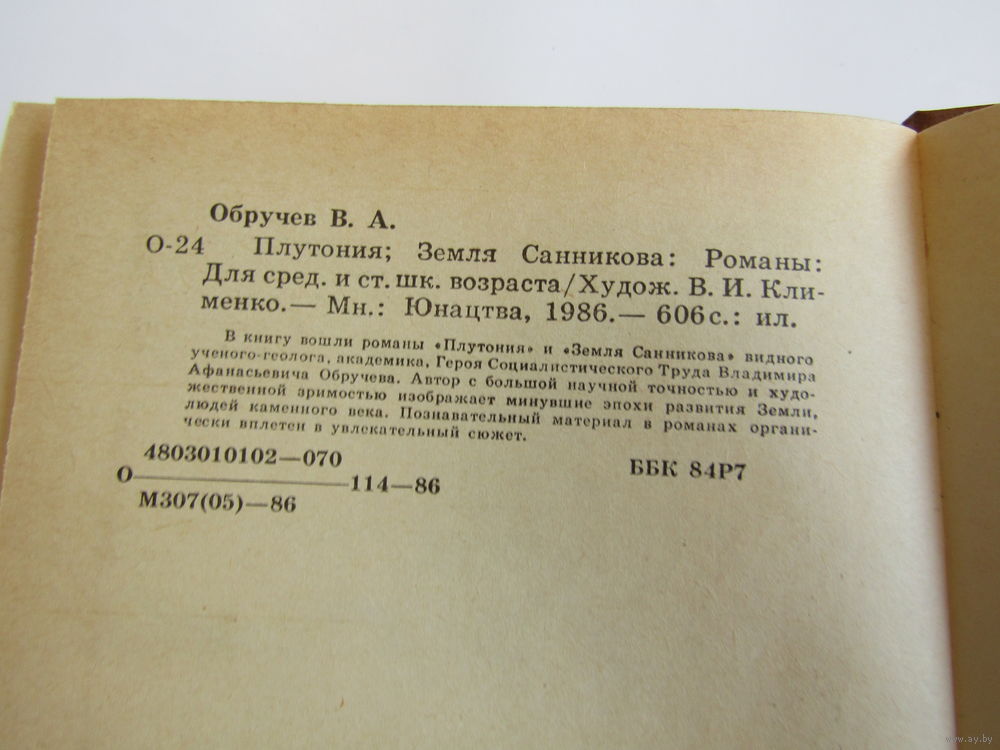 Обручев В. А.
О-24 Плутония; Земля Санникова: Романы:
Для сред. и ст. шк. возраста/Худож. В. И. Кли-
менко.— Мн.: Юнацтва, 1986.— 606 с.: ил.
В книгу вошли романы «Плутония» и «Земля Санникова» видного
ученого-геолога, академика, Героя Социалистического Труда Владимира
Афанасьевича Обручева. Автор с большой научной точностью и худо-
жественной зримостью изображает минувшие эпохи развития Земли,
людей каменного века. Познавательный материал в романах органи-
чески вплетен в увлекательный сюжет.
4803010102—070
О 114—86
М307(05)—86
ББК 84Р7
www.ay.by